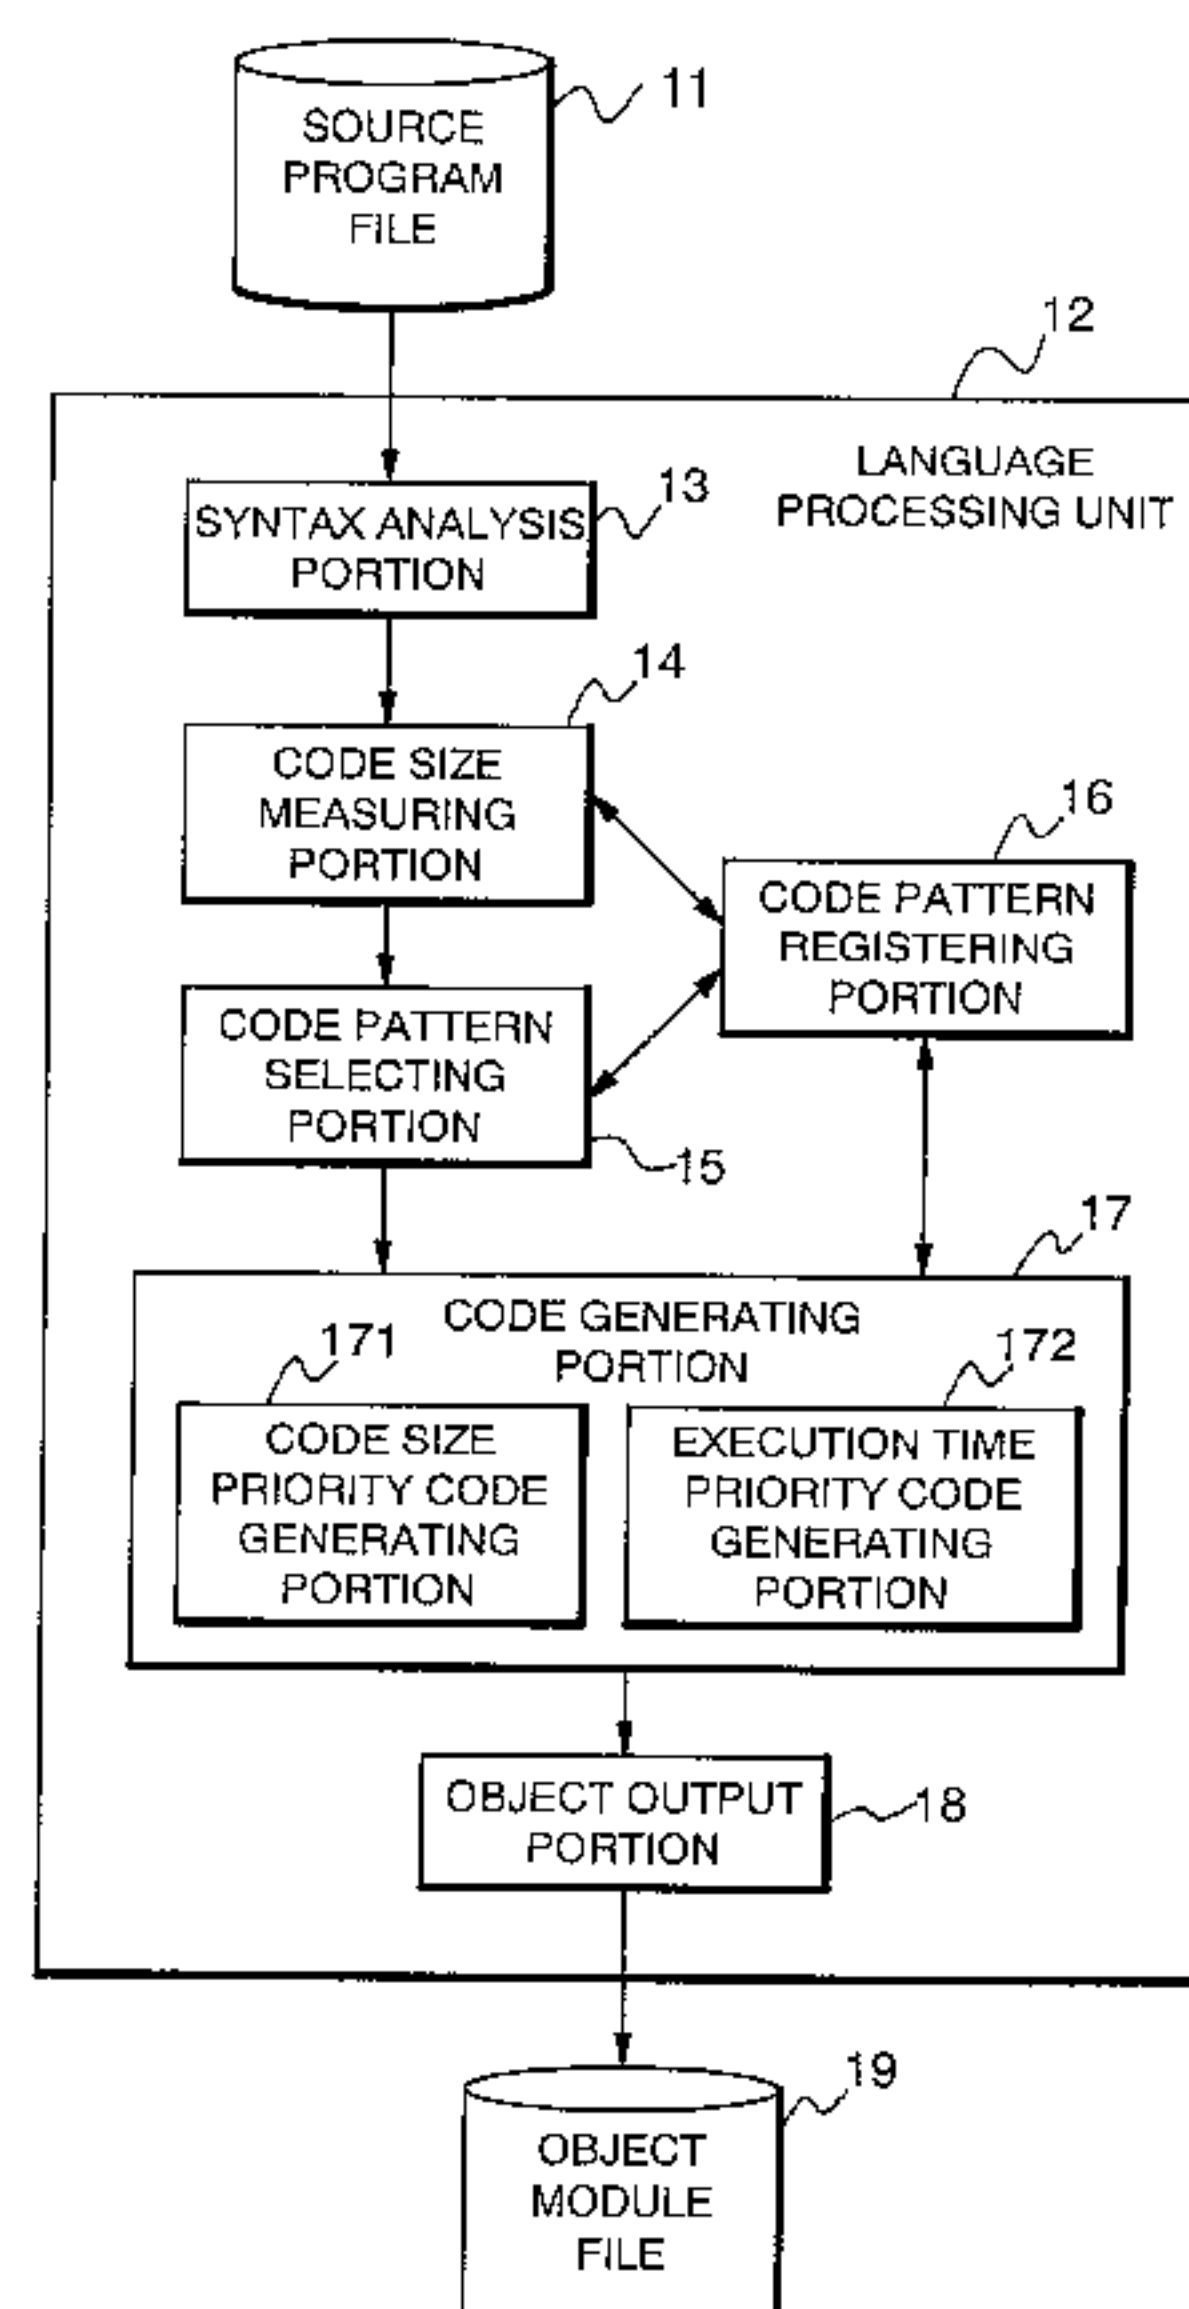 11
SOURCE
PROGRAM
FILE
12
LANGUAGE
PROCESSING UNIT
13
SYNTAX ANALYSIS
PORTION
14
CODE SIZE
MEASURING
PORTION
16
CODE PATTERN
REGISTERING
PORTION
CODE PATTERN
SELECTING
PORTION
15
17
CODE GENERATING
PORTION
171
172
CODE SIZE
PRIORITY CODE
GENERATING
PORTION
EXECUTION TIME
PRIORITY CODE
GENERATING
PORTION
OBJECT OUTPUT
PORTION
18
19
OBJECT
MODULE
FILE